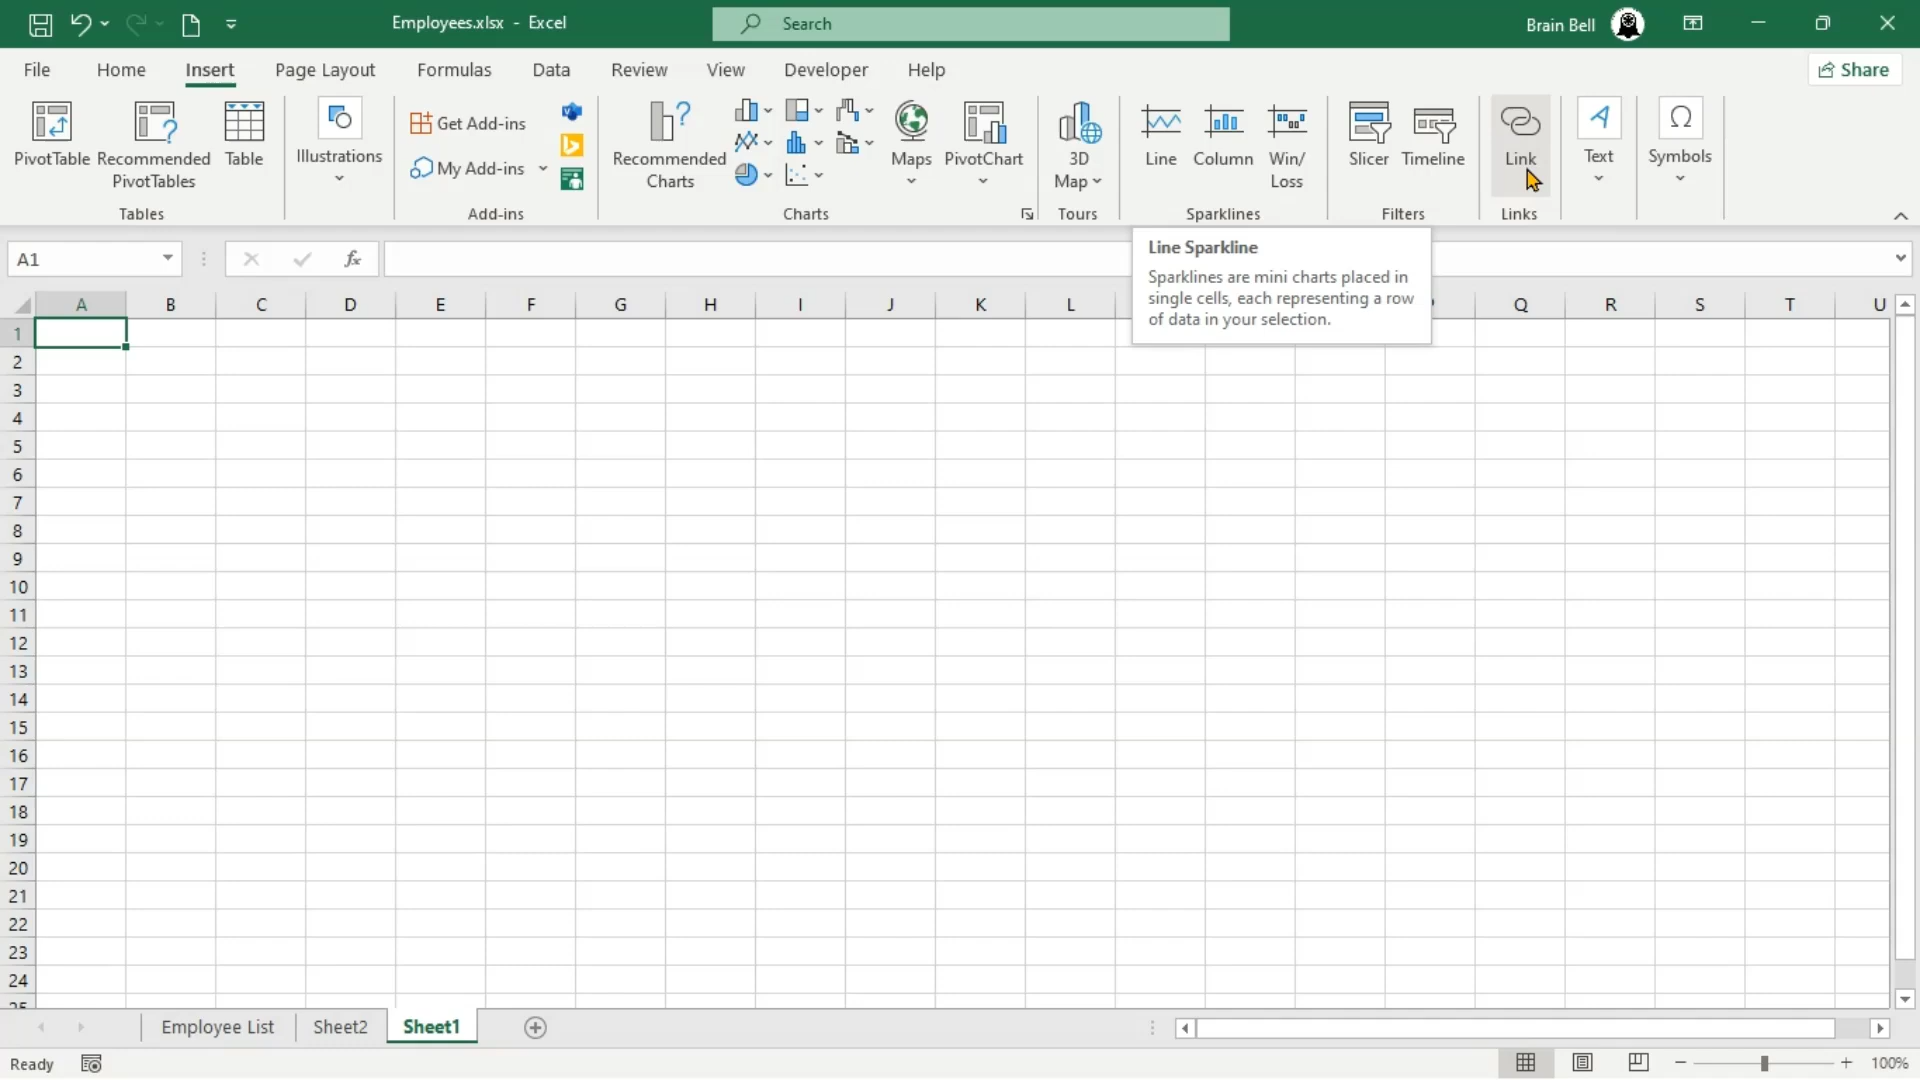 Employees.xlsx - Excel
Search
Brain Bell
File Home Insert Page Layout Formulas Data Review View Developer Help
Share
PivotTable
Recommended
PivotTables
Table
Tables
Illustrations
Get Add-ins
My Add-ins
Add-ins
Recommended
Charts
Maps
PivotChart
Charts
3D
Map
Tours
Line
Column
Win/
Loss
Sparklines
Slicer
Timeline
Filters
Link
Links
Text
Symbols
A1
fx
Line Sparkline
Sparklines are mini charts placed in
single cells, each representing a row
of data in your selection.
A B C D E F G H I J K L Q R S T U
1
2
3
4
5
6
7
8
9
10
11
12
13
14
15
16
17
18
19
20
21
22
23
24
25
Employee List Sheet2 Sheet1
Ready
100%